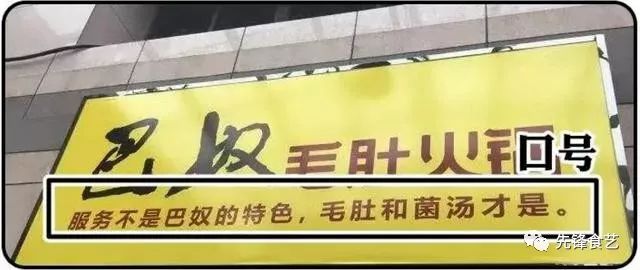 巴奴毛肚火锅
口号
服务不是巴奴的特色，毛肚和菌汤才是。
先锋食艺